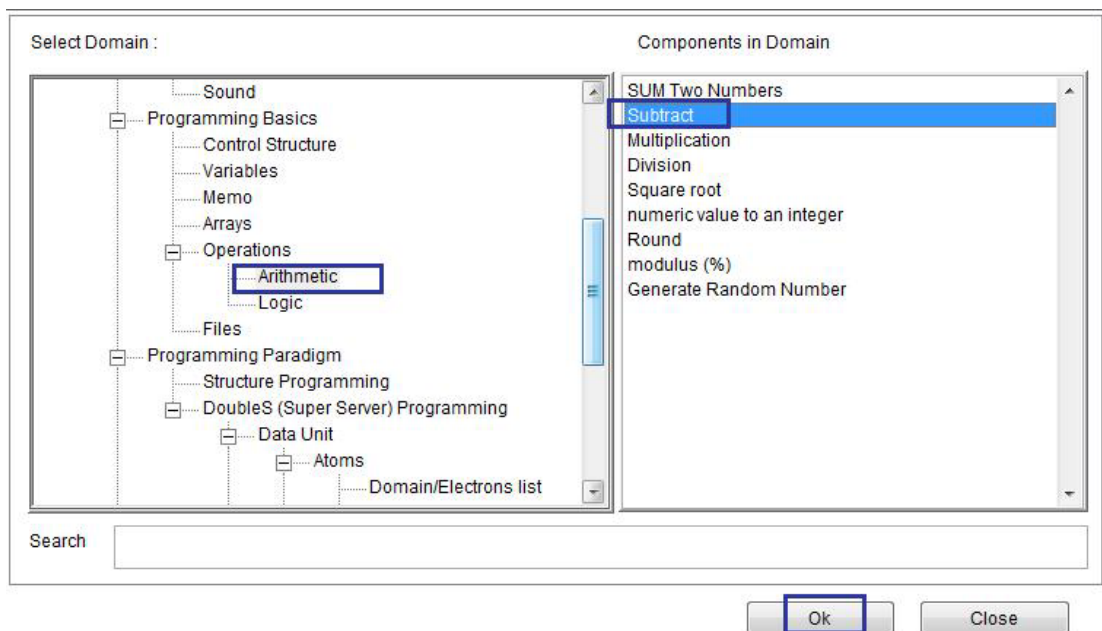 Select Domain :
Components in Domain
Sound
Programming Basics
Control Structure
Variables
Memo
Arrays
Operations
Arithmetic
Logic
Files
Programming Paradigm
Structure Programming
DoubleS (Super Server) Programming
Data Unit
Atoms
Domain/Electrons list
SUM Two Numbers
Subtract
Multiplication
Division
Square root
numeric value to an integer
Round
modulus (%)
Generate Random Number
Search
Ok
Close